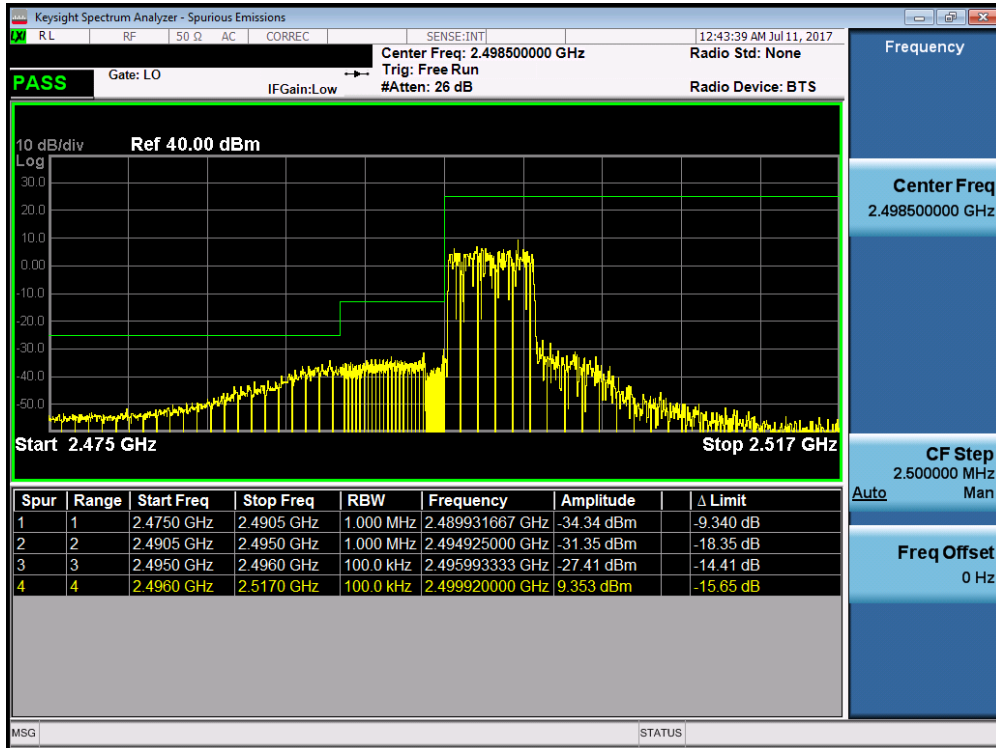 Keysight Spectrum Analyzer - Spurious Emissions
LXI RL RF 50 Ω AC CORREC SENSE:INT 12:43:39 AM Jul 11, 2017
Center Freq: 2.498500000 GHz Radio Std: None
Gate: LO Trig: Free Run
PASS IFGain:Low #Atten: 26 dB Radio Device: BTS
Frequency
10 dB/div Ref 40.00 dBm
Log
30.0
20.0
10.0
0.00
-10.0
-20.0
-30.0
-40.0
-50.0
Start 2.475 GHz Stop 2.517 GHz
Spur Range Start Freq Stop Freq RBW Frequency Amplitude Δ Limit
1 1 2.4750 GHz 2.4905 GHz 1.000 MHz 2.489931667 GHz -34.34 dBm -9.340 dB
2 2 2.4905 GHz 2.4950 GHz 1.000 MHz 2.494925000 GHz -31.35 dBm -18.35 dB
3 3 2.4950 GHz 2.4960 GHz 100.0 kHz 2.495993333 GHz -27.41 dBm -14.41 dB
4 4 2.4960 GHz 2.5170 GHz 100.0 kHz 2.499920000 GHz 9.353 dBm -15.65 dB
Center Freq
2.498500000 GHz
CF Step
2.500000 MHz
Auto Man
Freq Offset
0 Hz
MSG STATUS